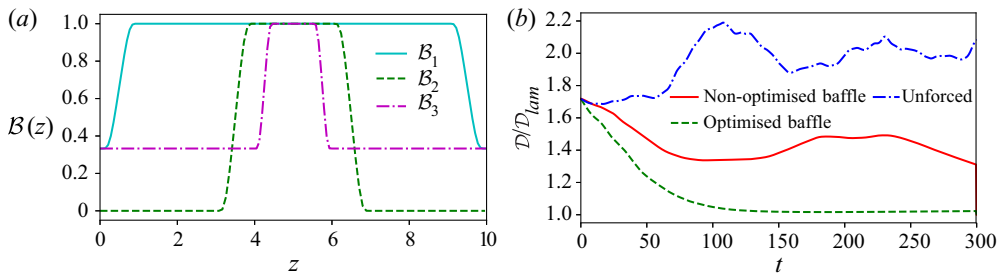 (a)
1.0
0.8
0.6
0.4
0.2
0
B(z)
B1
B2
B3
0 2 4 6 8 10
z
(b)
2.2
2.0
1.8
1.6
1.4
1.2
1.0
D/Dlam
Non-optimised baffle
Unforced
Optimised baffle
0 50 100 150 200 250 300
t